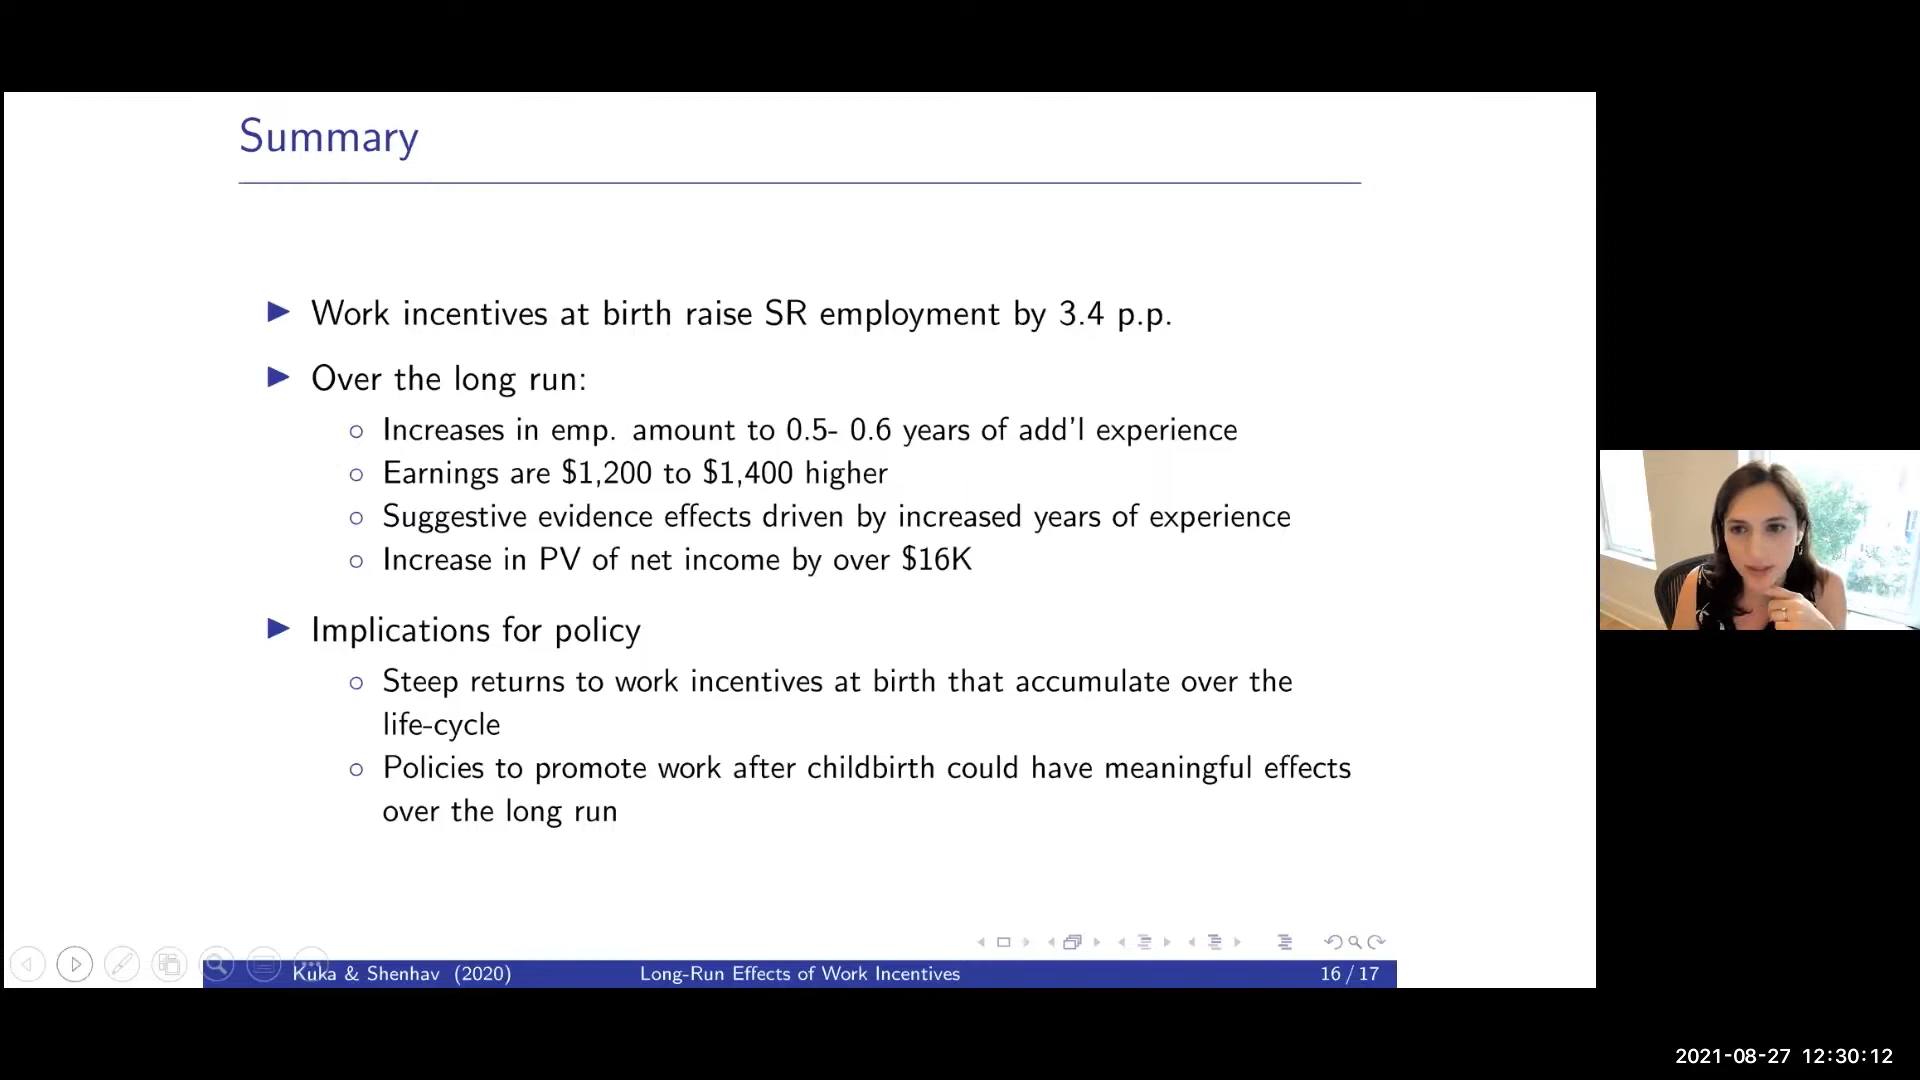 Summary
Work incentives at birth raise SR employment by 3.4 p.p.
Over the long run:
Increases in emp. amount to 0.5- 0.6 years of add'l experience
Earnings are $1,200 to $1,400 higher
Suggestive evidence effects driven by increased years of experience
Increase in PV of net income by over $16K
Implications for policy
Steep returns to work incentives at birth that accumulate over the
life-cycle
Policies to promote work after childbirth could have meaningful effects
over the long run
Kuka & Shenhav (2020) Long-Run Effects of Work Incentives 16 / 17
2021-08-27 12:30:12